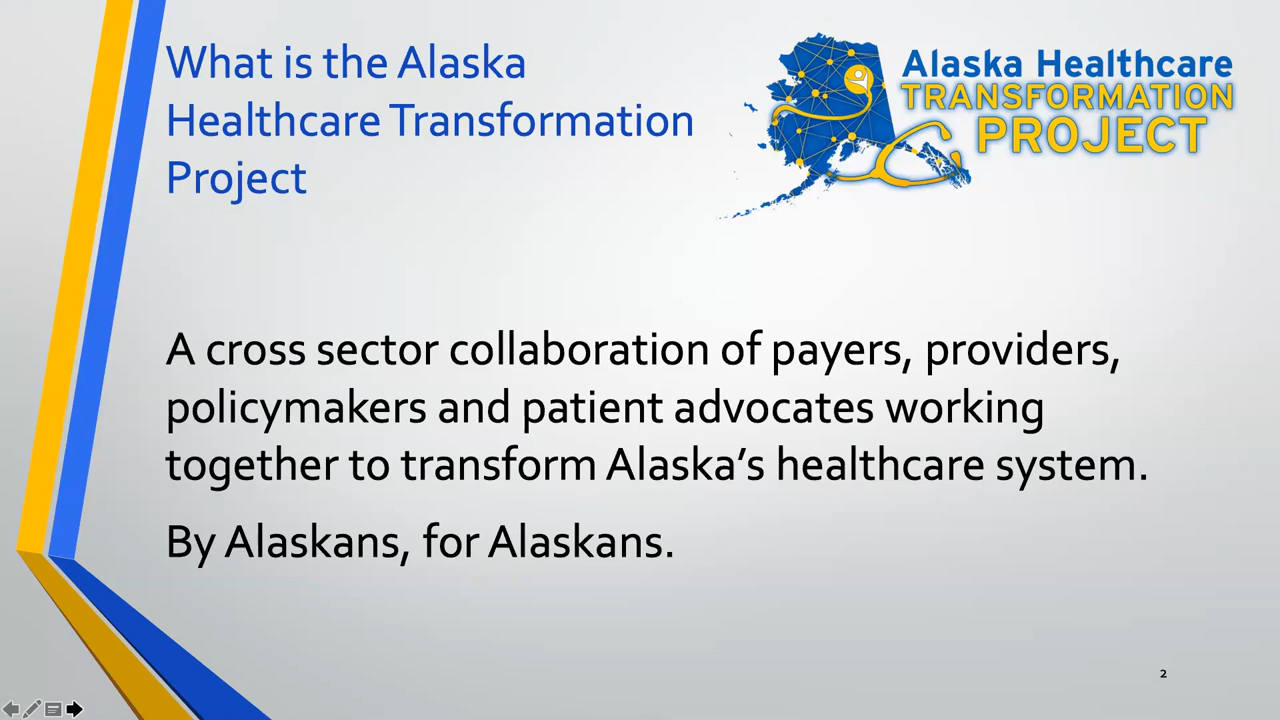 What is the Alaska
Healthcare Transformation
Project
Alaska Healthcare
TRANSFORMATION
PROJECT
A cross sector collaboration of payers, providers,
policymakers and patient advocates working
together to transform Alaska’s healthcare system.
By Alaskans, for Alaskans.
2